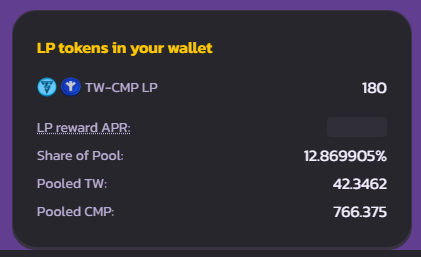 LP tokens in your wallet
TW-CMP LP 180
LP reward APR:
Share of Pool: 12.869905%
Pooled TW: 42.3462
Pooled CMP: 766.375